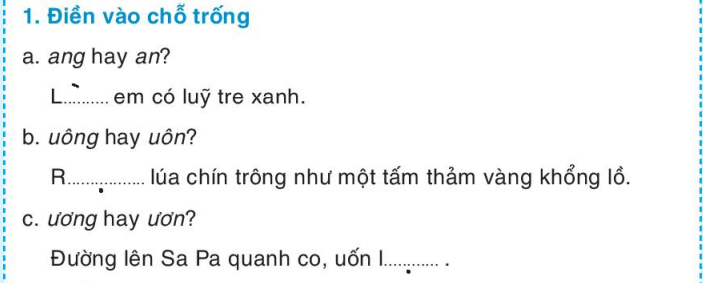 1. Điền vào chỗ trống
a. ang hay an?
L..̀........ em có luỹ tre xanh.
b. uông hay uôn?
R.......̣......... lúa chín trông như một tấm thảm vàng khổng lồ.
c. ương hay ươn?
Đường lên Sa Pa quanh co, uốn l.....̣....... .